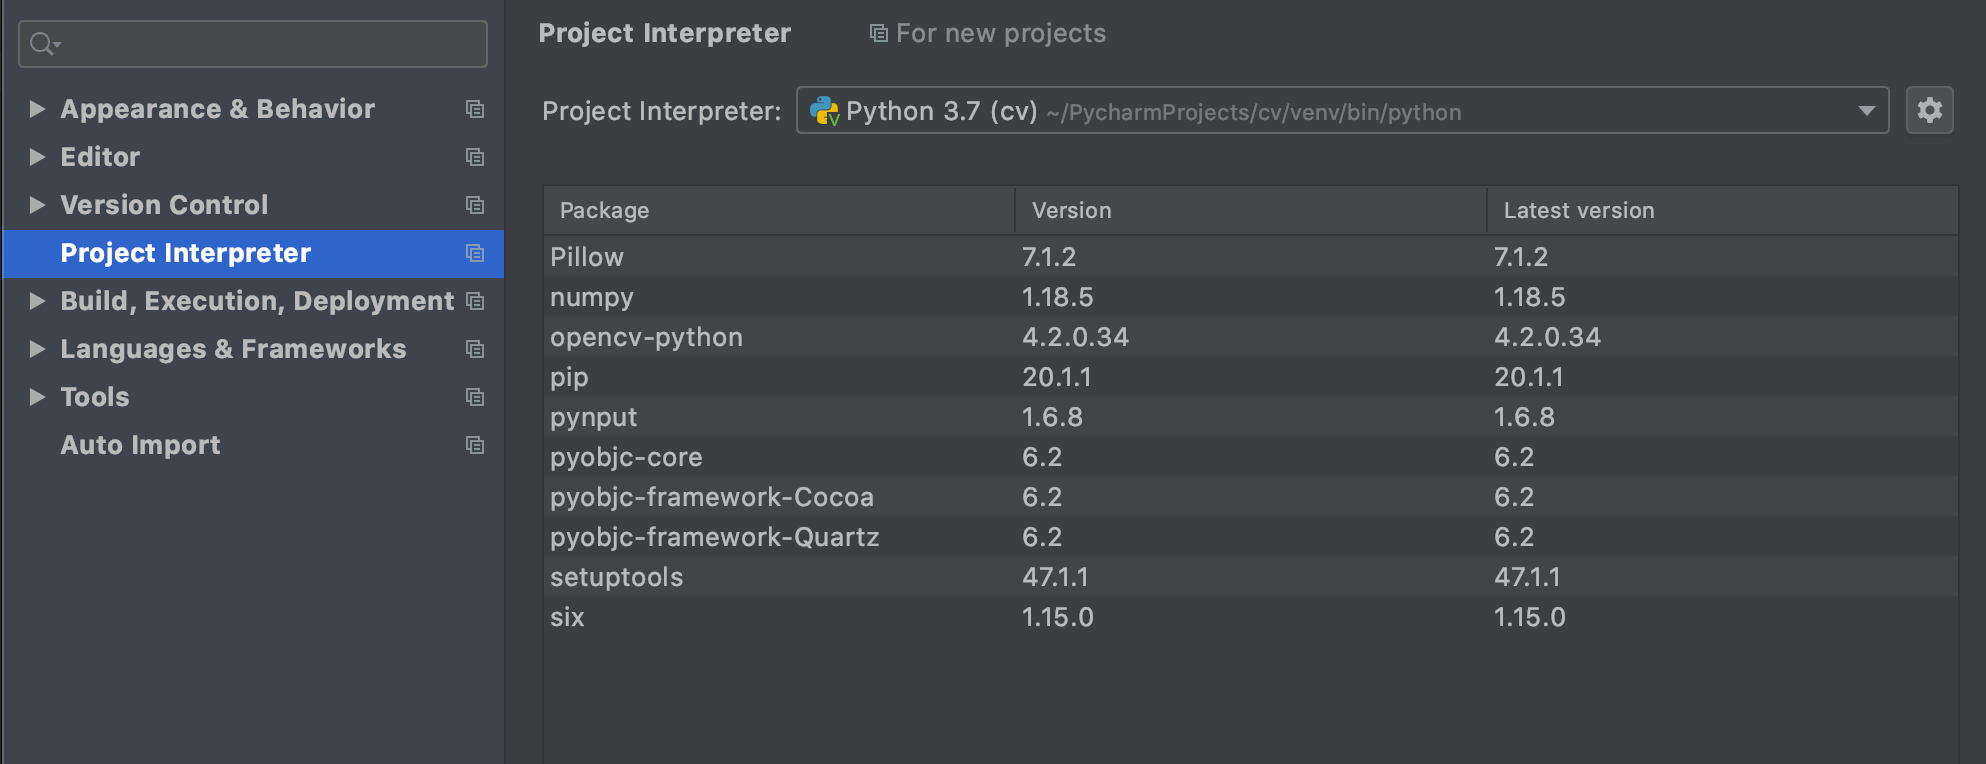 Appearance & Behavior
Editor
Version Control
Project Interpreter
Build, Execution, Deployment
Languages & Frameworks
Tools
Auto Import
Project Interpreter For new projects
Project Interpreter: Python 3.7 (cv) ~/PycharmProjects/cv/venv/bin/python
Package Version Latest version
Pillow 7.1.2 7.1.2
numpy 1.18.5 1.18.5
opencv-python 4.2.0.34 4.2.0.34
pip 20.1.1 20.1.1
pynput 1.6.8 1.6.8
pyobjc-core 6.2 6.2
pyobjc-framework-Cocoa 6.2 6.2
pyobjc-framework-Quartz 6.2 6.2
setuptools 47.1.1 47.1.1
six 1.15.0 1.15.0